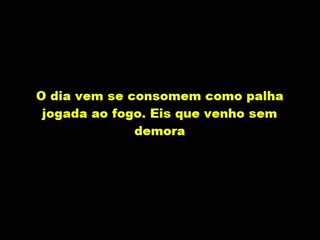 O dia vem se consomem como palha
jogada ao fogo. Eis que venho sem
demora